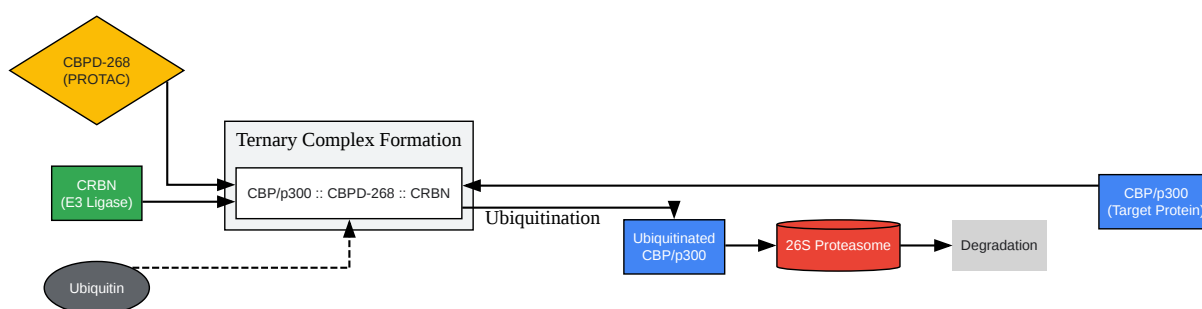 CBPD-268
(PROTAC)
Ternary Complex Formation
CBP/p300 :: CBPD-268 :: CRBN
CRBN
(E3 Ligase)
CBP/p300
(Target Protein)
Ubiquitination
Ubiquitinated
CBP/p300
26S Proteasome
Degradation
Ubiquitin